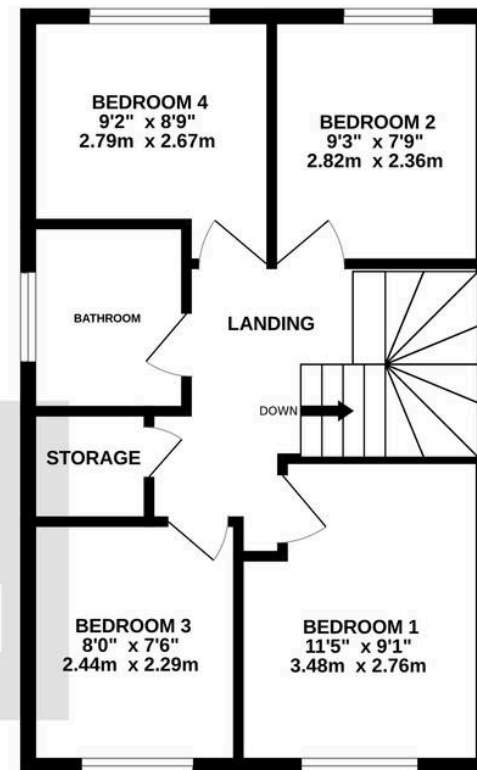 BEDROOM 4
9'2" x 8'9"
2.79m x 2.67m
BEDROOM 2
9'3" x 7'9"
2.82m x 2.36m
BATHROOM
LANDING
DOWN
STORAGE
BEDROOM 3
8'0" x 7'6"
2.44m x 2.29m
BEDROOM 1
11'5" x 9'1"
3.48m x 2.76m